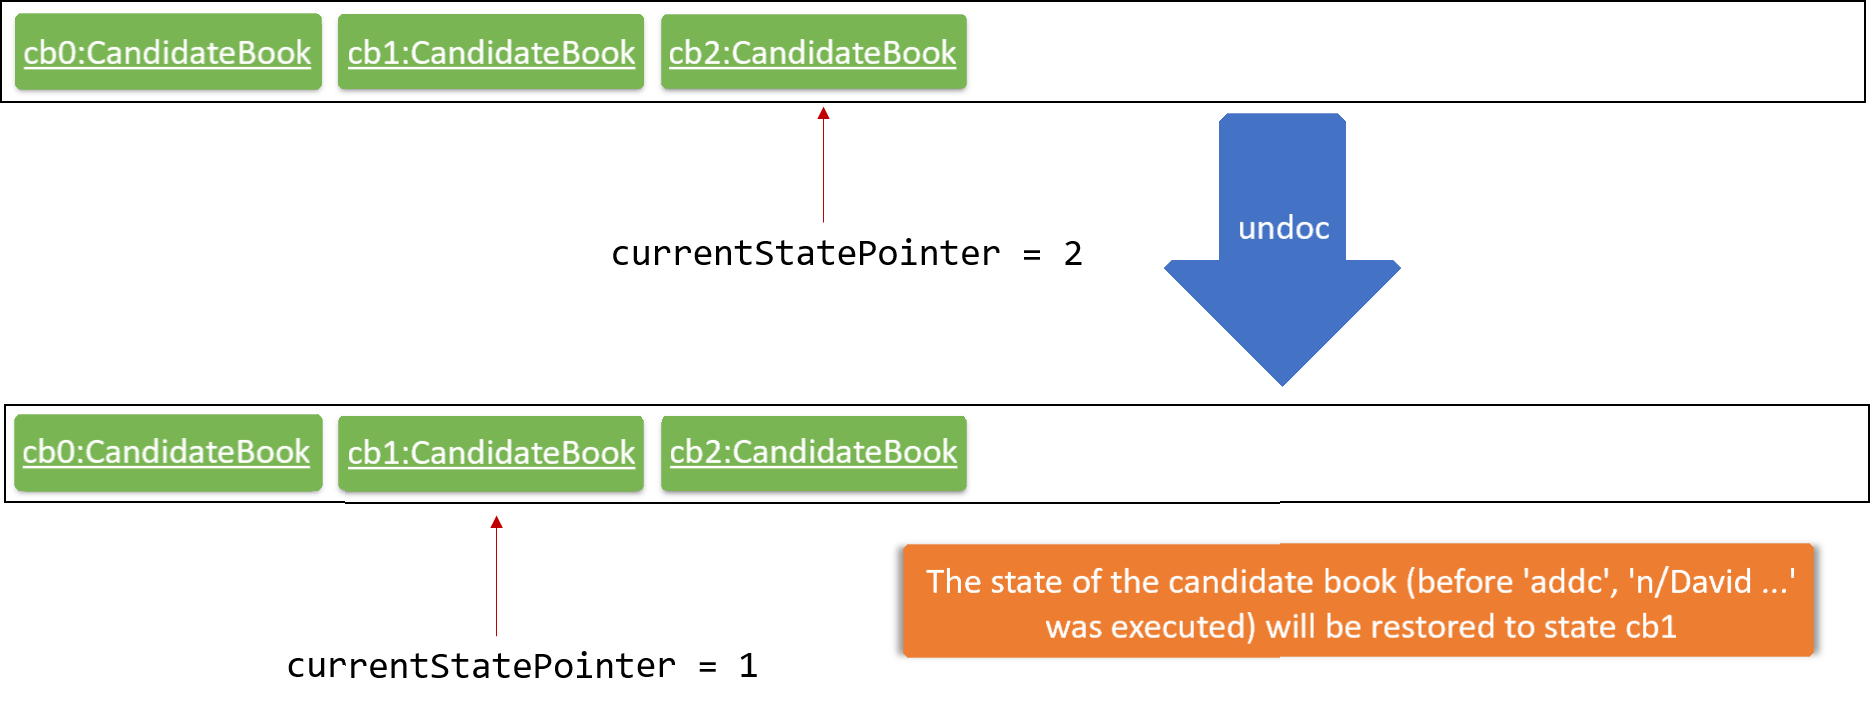 cb0:CandidateBook cb1:CandidateBook cb2:CandidateBook
currentStatePointer = 2
undoc
cb0:CandidateBook cb1:CandidateBook cb2:CandidateBook
currentStatePointer = 1
The state of the candidate book (before 'addc', 'n/David ...'
was executed) will be restored to state cb1